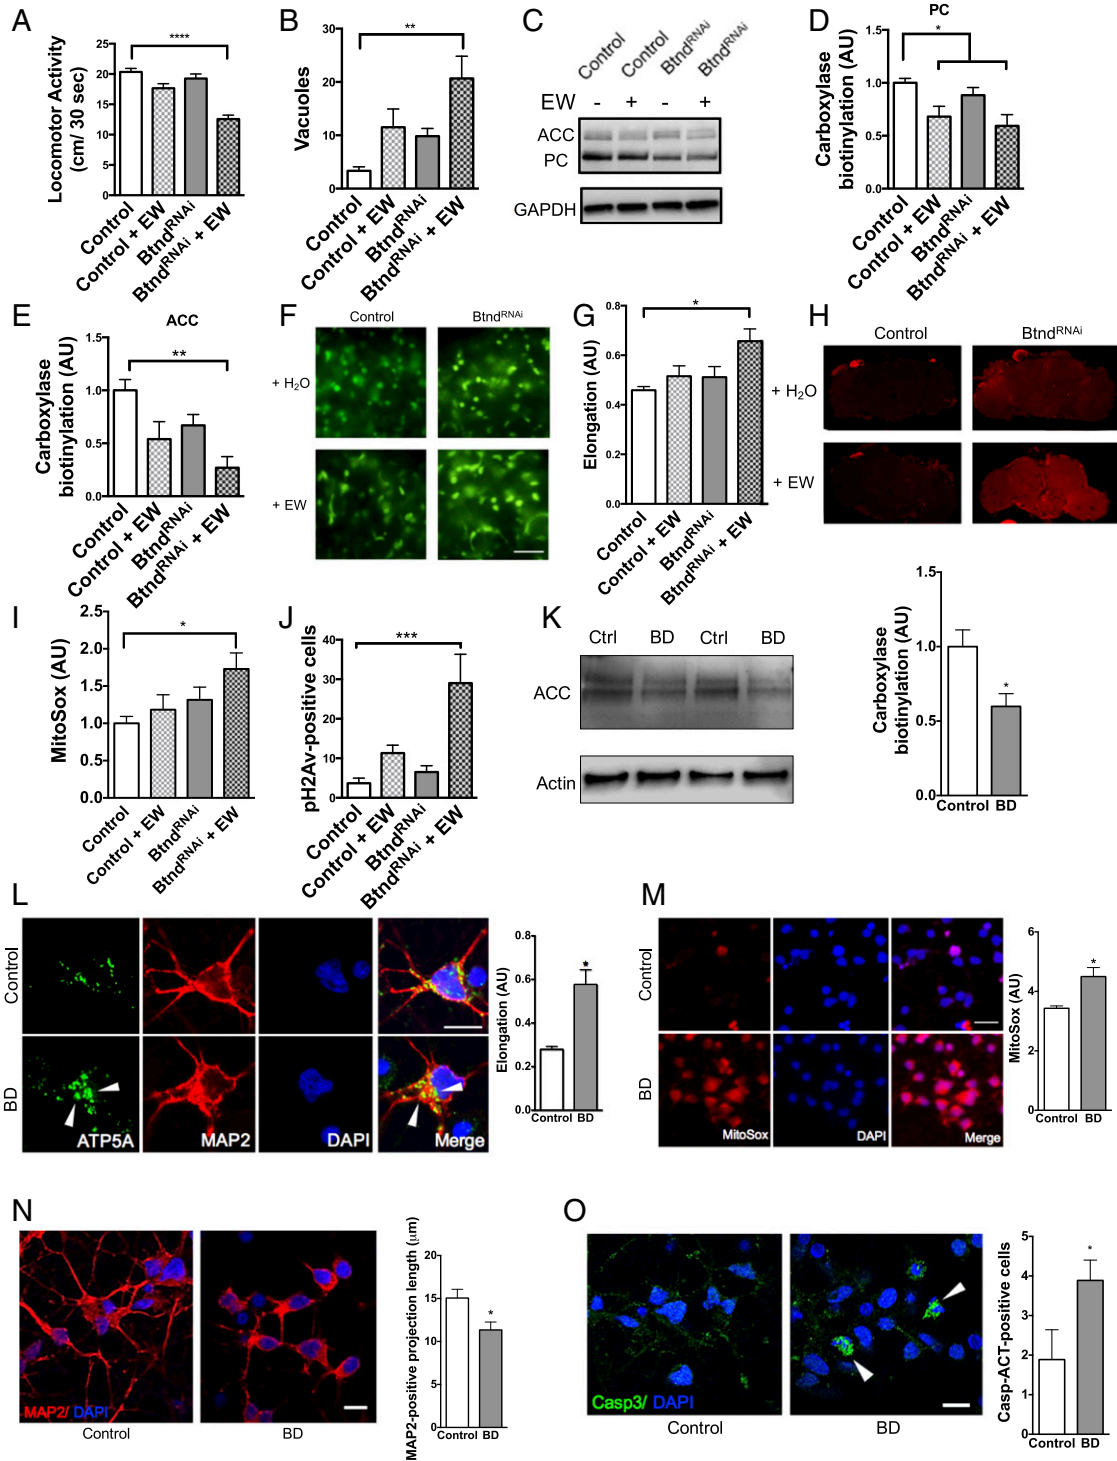 A
Locomotor Activity
(cm/ 30 sec)
25
20
15
10
5
0
****
Control
Control + EW
BtndRNAi
BtndRNAi + EW
B
Vacuoles
30
20
10
0
**
Control
Control + EW
BtndRNAi
BtndRNAi + EW
C
Control
Control
BtndRNAi
BtndRNAi
EW - + - +
ACC
PC
GAPDH
D
PC
Carboxylase
biotinylation (AU)
1.5
1.0
0.5
0.0
*
Control
Control + EW
BtndRNAi
BtndRNAi + EW
E
ACC
Carboxylase
biotinylation (AU)
1.5
1.0
0.5
0.0
**
Control
Control + EW
BtndRNAi
BtndRNAi + EW
F
Control BtndRNAi
+ H2O
+ EW
G
Elongation (AU)
0.8
0.6
0.4
0.2
0.0
*
Control
Control + EW
BtndRNAi
BtndRNAi + EW
H
Control BtndRNAi
+ H2O
+ EW
I
MitoSox (AU)
2.5
2.0
1.5
1.0
0.5
0.0
*
Control
Control + EW
BtndRNAi
BtndRNAi + EW
J
pH2Av-positive cells
40
30
20
10
0
***
Control
Control + EW
BtndRNAi
BtndRNAi + EW
K
Ctrl BD Ctrl BD
ACC
Actin
Carboxylase
biotinylation (AU)
1.5
1.0
0.5
0.0
*
Control BD
L
Control
BD
ATP5A MAP2 DAPI Merge
Elongation (AU)
0.8
0.6
0.4
0.2
0.0
*
Control BD
M
Control
BD
MitoSox DAPI Merge
MitoSox (AU)
6
4
2
0
*
Control BD
N
MAP2/ DAPI
Control BD
MAP2-positive projection length (μm)
20
15
10
5
0
*
Control BD
O
Casp3/ DAPI
Control BD
Casp-ACT-positive cells
5
4
3
2
1
0
*
Control BD